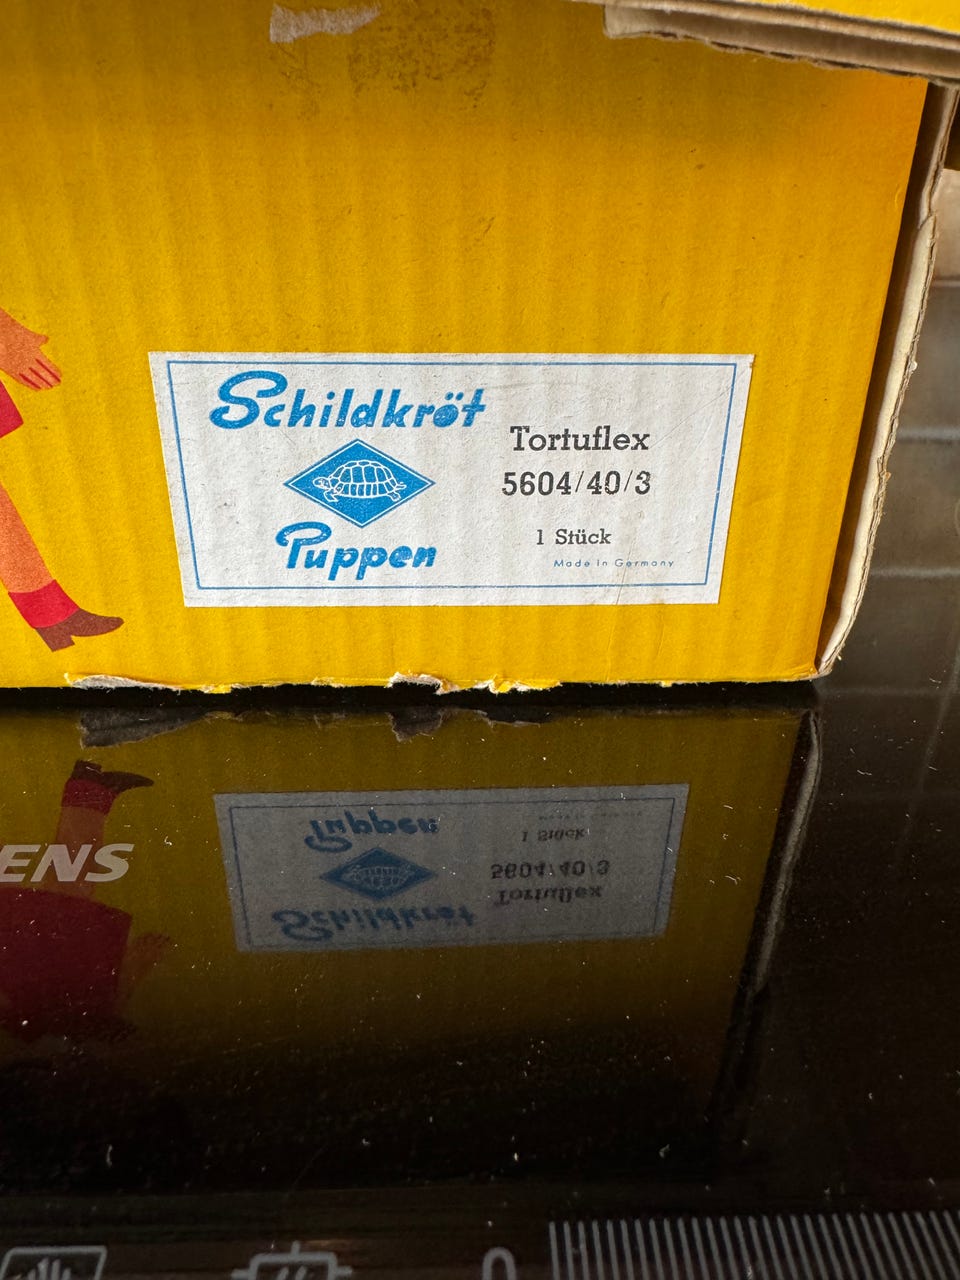 Schildkröt
Puppen
Tortuflex
5604/40/3
1 Stück
Made in Germany
ENS